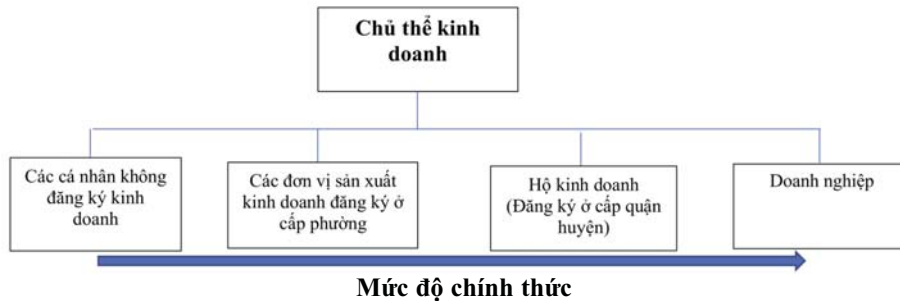 Chủ thể kinh
doanh
Các cá nhân không
đăng ký kinh
doanh
Các đơn vị sản xuất
kinh doanh đăng ký ở
cấp phường
Hộ kinh doanh
(Đăng ký ở cấp quận
huyện)
Doanh nghiệp
Mức độ chính thức